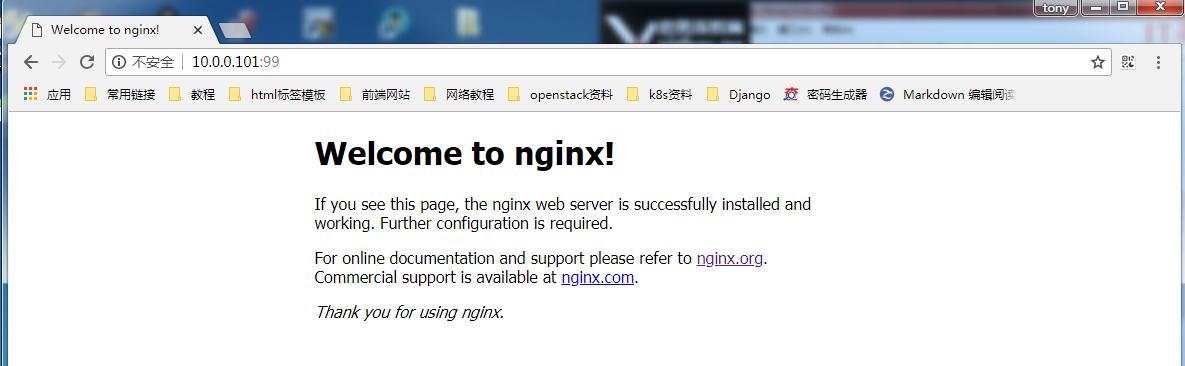 tony
Welcome to nginx!
不安全 10.0.0.101:99
应用 常用链接 教程 html标签模板 前端网站 网络教程 openstack资料 k8s资料 Django 密码生成器 Markdown 编辑阅读
Welcome to nginx!
If you see this page, the nginx web server is successfully installed and
working. Further configuration is required.
For online documentation and support please refer to nginx.org.
Commercial support is available at nginx.com.
Thank you for using nginx.